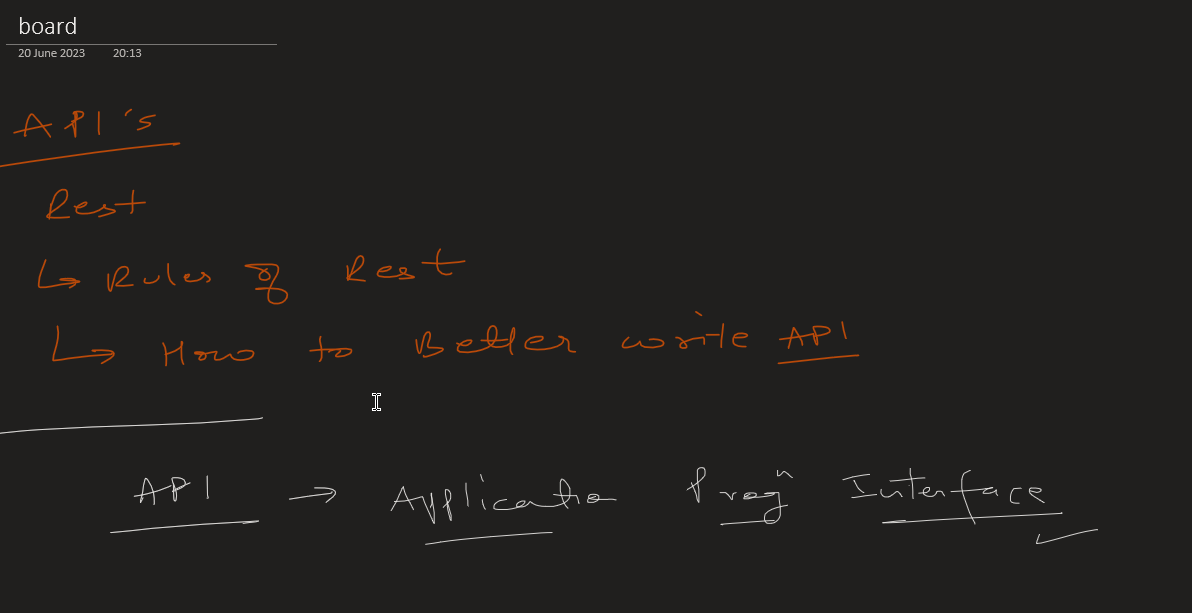 board
20 June 2023 20:13
API's
Rest
↳ Rules of Rest
↳ How to Better write API
API → Application Progn Interface